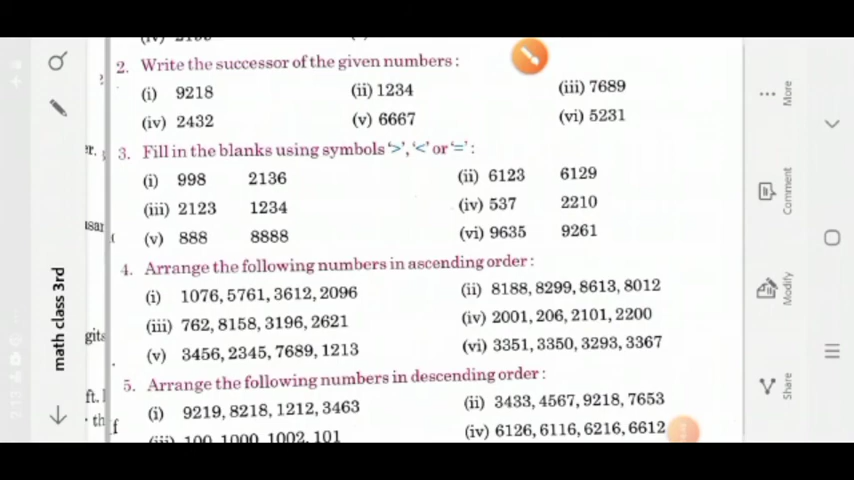 2. Write the successor of the given numbers :
(i) 9218 (ii) 1234 (iii) 7689
(iv) 2432 (v) 6667 (vi) 5231
3. Fill in the blanks using symbols '>', '<' or '=' :
(i) 998 2136 (ii) 6123 6129
(iii) 2123 1234 (iv) 537 2210
(v) 888 8888 (vi) 9635 9261
4. Arrange the following numbers in ascending order :
(i) 1076, 5761, 3612, 2096 (ii) 8188, 8299, 8613, 8012
(iii) 762, 8158, 3196, 2621 (iv) 2001, 206, 2101, 2200
(v) 3456, 2345, 7689, 1213 (vi) 3351, 3350, 3293, 3367
5. Arrange the following numbers in descending order :
(i) 9219, 8218, 1212, 3463 (ii) 3433, 4567, 9218, 7653
(iii) 100, 1000, 1002, 101 (iv) 6126, 6116, 6216, 6612
math class 3rd
More
Comment
Modify
Share